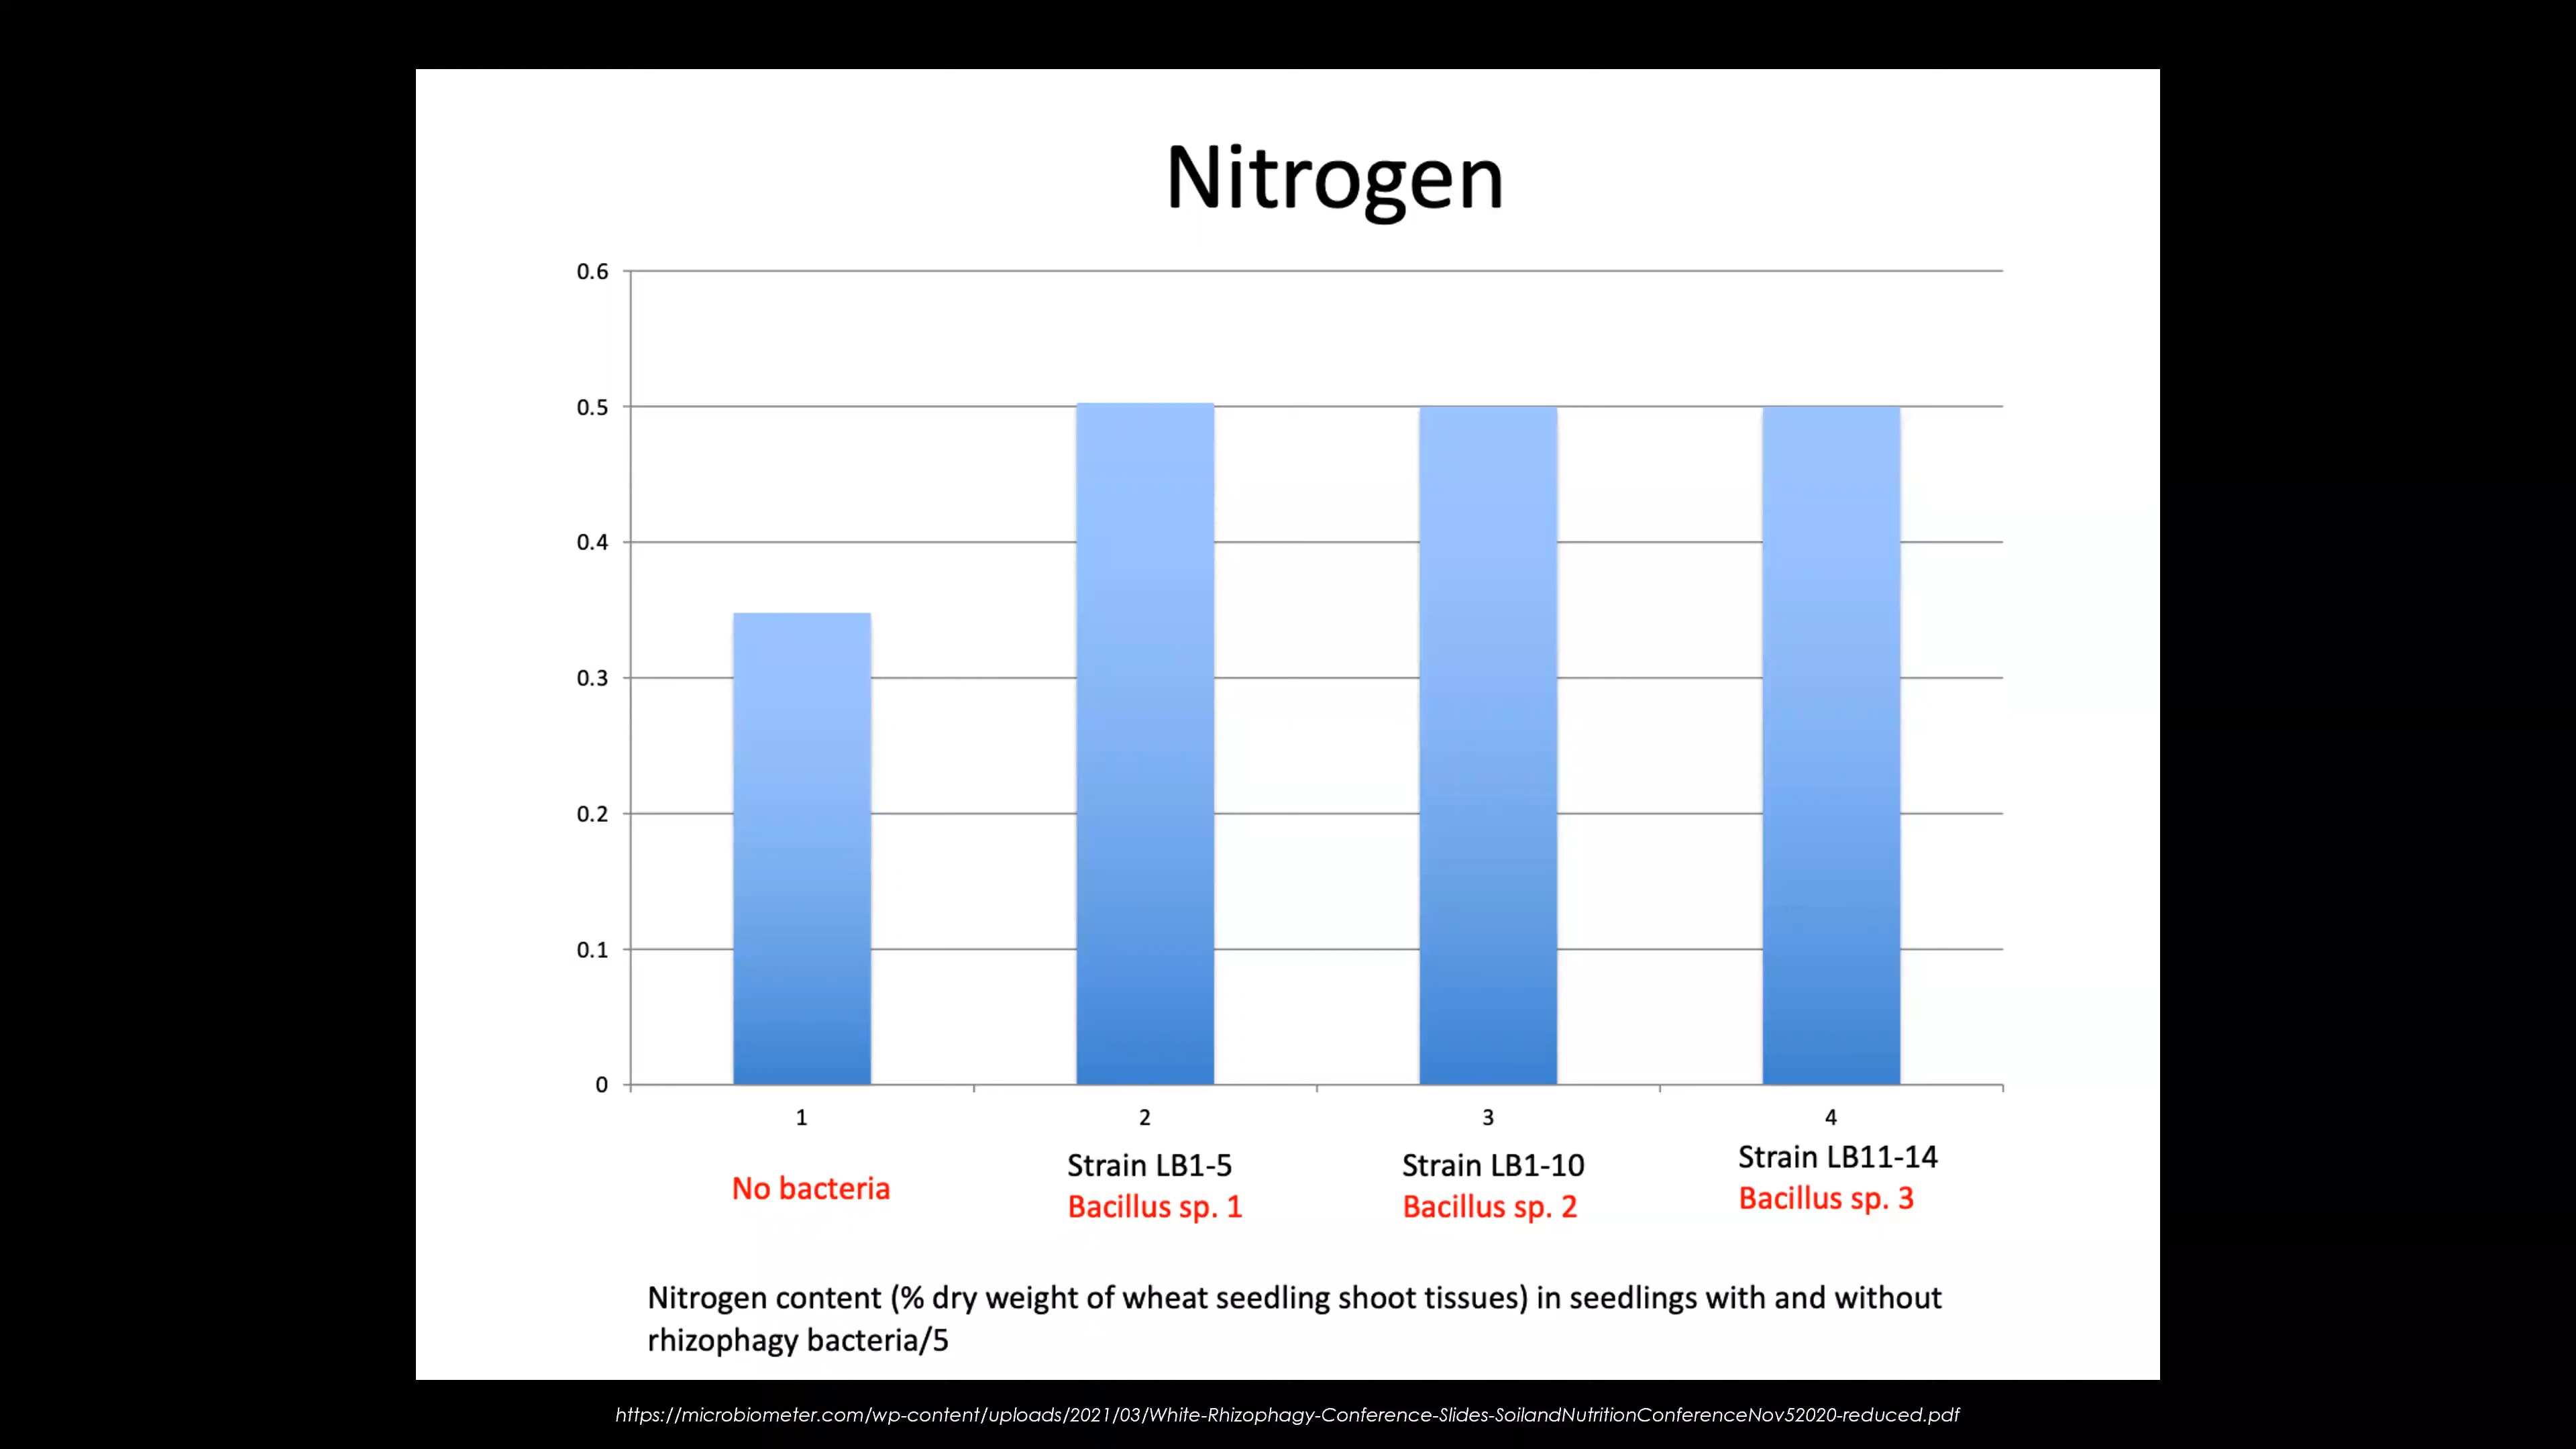 Nitrogen
0.6
0.5
0.4
0.3
0.2
0.1
0
1
2
3
4
No bacteria
Strain LB1-5
Bacillus sp. 1
Strain LB1-10
Bacillus sp. 2
Strain LB11-14
Bacillus sp. 3
Nitrogen content (% dry weight of wheat seedling shoot tissues) in seedlings with and without
rhizophagy bacteria/5
https://microbiometer.com/wp-content/uploads/2021/03/White-Rhizophagy-Conference-Slides-SoilandNutritionConferenceNov52020-reduced.pdf